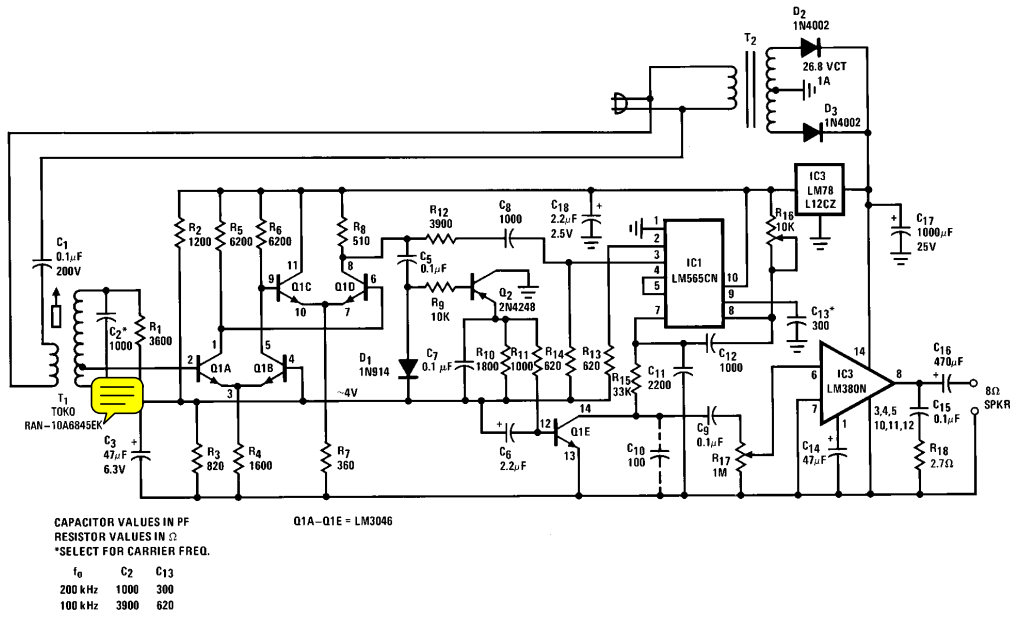 D2
1N4002
T2
26.8 VCT
1A
D3
1N4002
IC3
LM78
L12CZ
C17
1000μF
25V
R16
10K
C1
0.1μF
200V
R2
1200
R5
6200
R6
6200
R8
510
R12
3900
C8
1000
C18
2.2μF
2.5V
+
1
2
3
4
5
7
IC1
LM565CN
10
9
8
C13*
300
C5
0.1μF
R9
10K
Q2
2N4248
11
9
Q1C
10
8
Q1D
6
7
C2*
1000
R1
3600
1
2
Q1A
3
5
Q1B
4
D1
1N914
C7
0.1 μF
R10
1800
R11
1000
R14
620
R13
620
R15
33K
C11
2200
C12
1000
T1
TOKO
RAN-10A6845EK
~4V
C3
47μF
6.3V
+
R3
820
R4
1600
R7
360
C6
2.2μF
+
12
14
Q1E
13
C10
100
C9
0.1μF
R17
1M
6
7
14
IC3
LM380N
8
3,4,5
10,11,12
1
C14
47μF
+
C16
470μF
+
C15
0.1μF
R18
2.7Ω
8Ω
SPKR
CAPACITOR VALUES IN PF
RESISTOR VALUES IN Ω
*SELECT FOR CARRIER FREQ.
Q1A-Q1E = LM3046
fo C2 C13
200 kHz 1000 300
100 kHz 3900 620